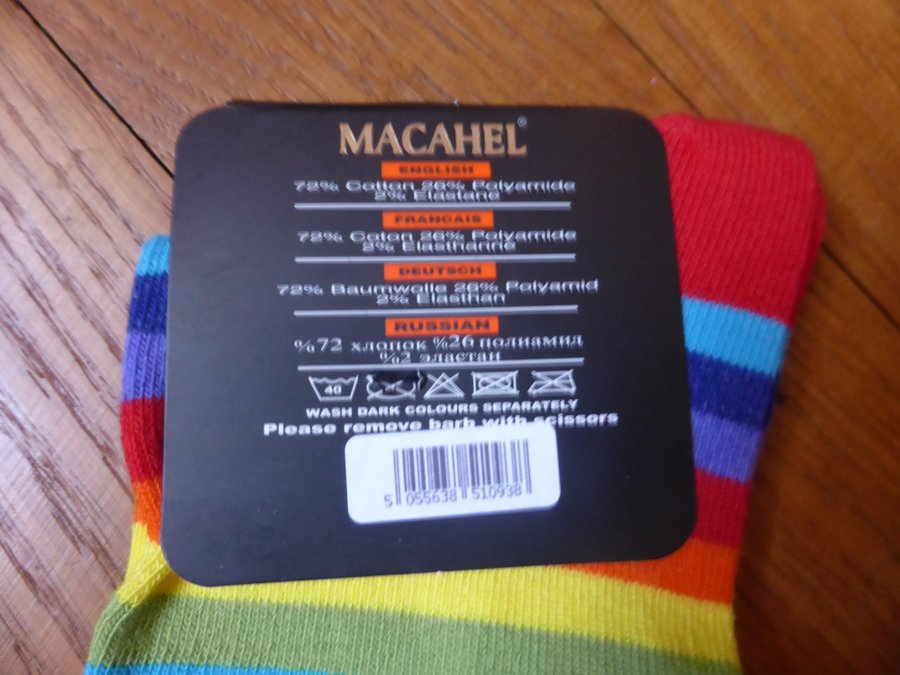 MACAHEL®
ENGLISH
72% Cotton 26% Polyamide
2% Elastane
FRANCAIS
72% Coton 26% Polyamide
2% Elasthanne
DEUTSCH
72% Baumwolle 26% Polyamid
2% Elasthan
RUSSIAN
%72 хлопок %26 полиамид
%2 эластан
40
WASH DARK COLOURS SEPARATELY
Please remove barb with scissors
5 055638 510938